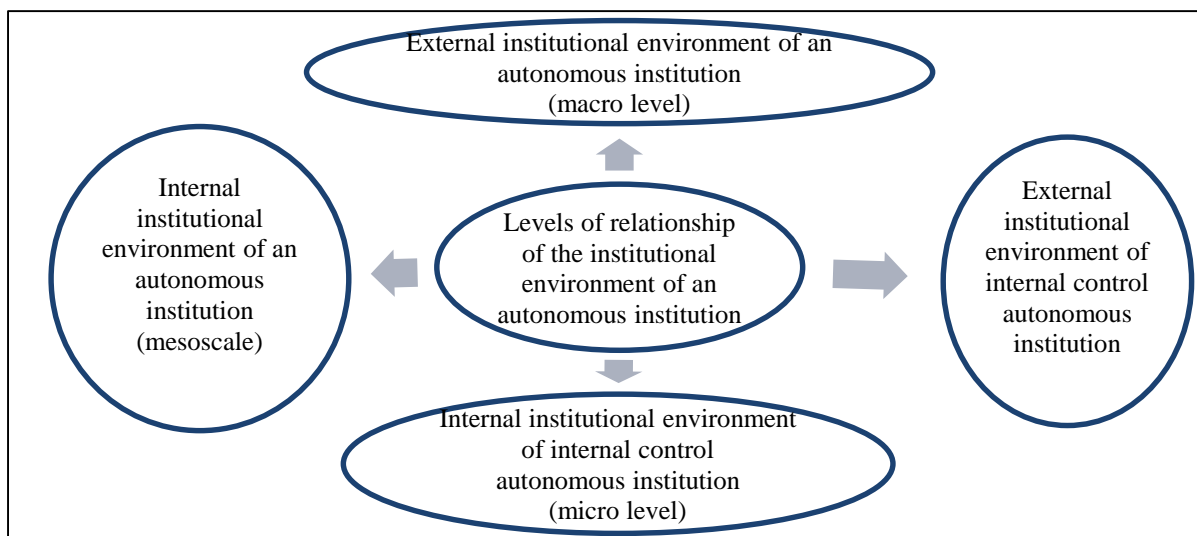 External institutional environment of an
autonomous institution
(macro level)
Internal
institutional
environment of an
autonomous
institution
(mesoscale)
Levels of relationship
of the institutional
environment of an
autonomous institution
External
institutional
environment of
internal control
autonomous
institution
Internal institutional environment
of internal control
autonomous institution
(micro level)